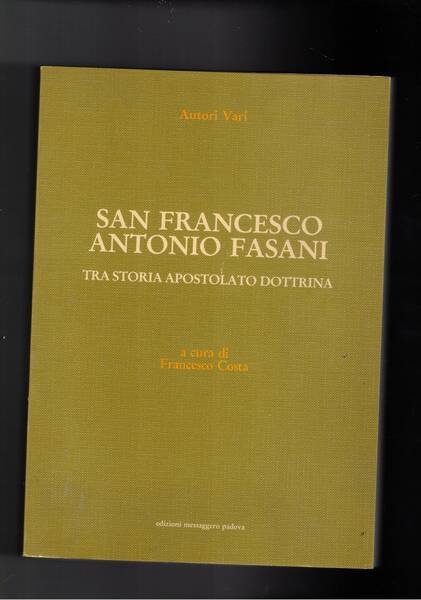 Autori Vari
SAN FRANCESCO
ANTONIO FASANI
TRA STORIA APOSTOLATO DOTTRINA
a cura di
Francesco Costa
edizioni messaggero padova